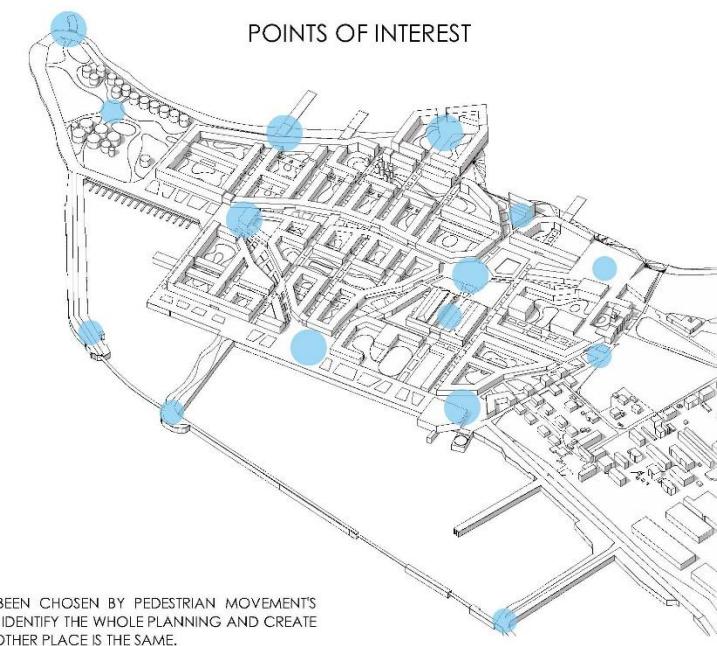 POINTS OF INTEREST
BEEN CHOSEN BY PEDESTRIAN MOVEMENT'S
IDENTIFY THE WHOLE PLANNING AND CREATE
OTHER PLACE IS THE SAME.